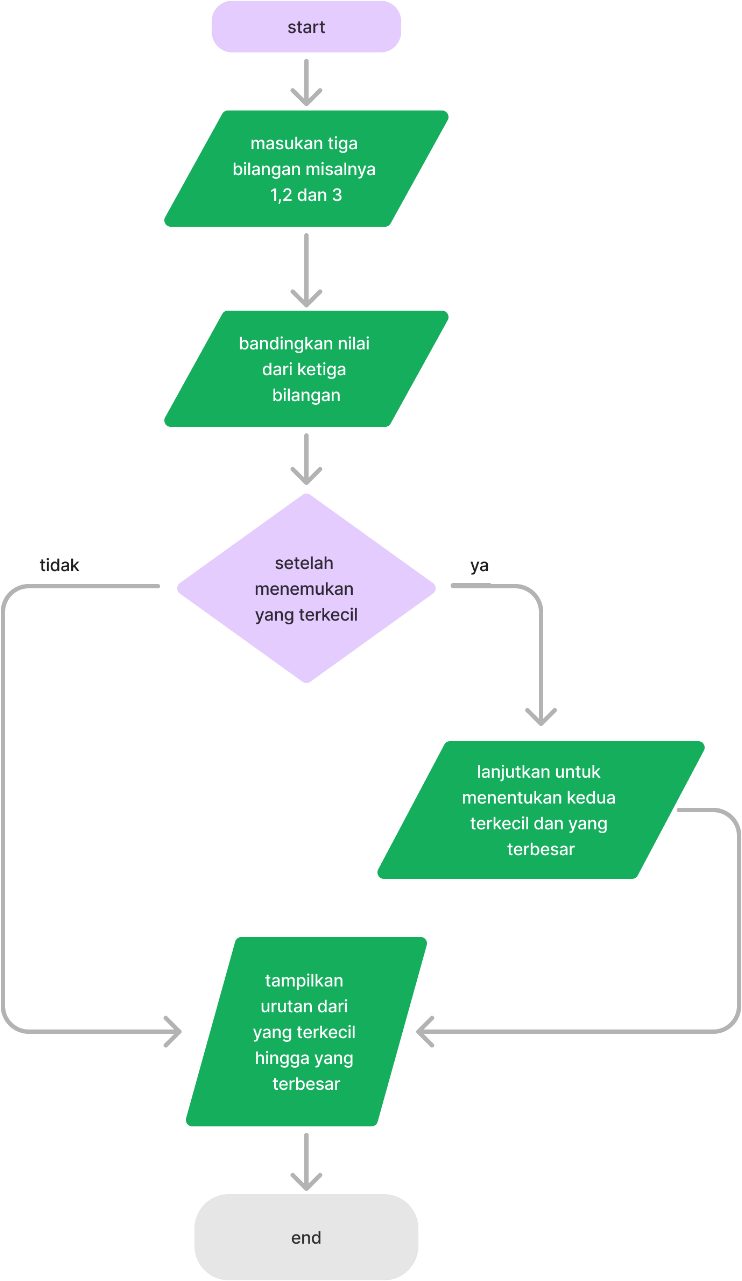 start
masukan tiga
bilangan misalnya
1,2 dan 3
bandingkan nilai
dari ketiga
bilangan
tidak
setelah
menemukan
yang terkecil
ya
lanjutkan untuk
menentukan kedua
terkecil dan yang
terbesar
tampilkan
urutan dari
yang terkecil
hingga yang
terbesar
end